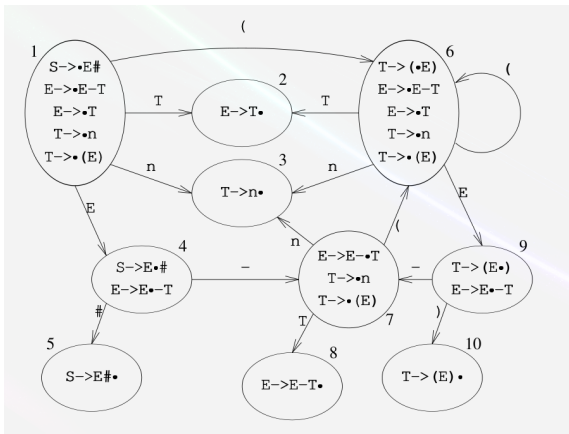 (
1
S->•E#
E->•E-T
E->•T
T->•n
T->•(E)
6
T->(•E)
E->•E-T
E->•T
T->•n
T->•(E)
(
2
T
E->T•
T
3
n
T->n•
n
E
E
4
S->E•#
E->E•-T
-
n
(
E->E-•T
T->•n
T->•(E)
7
-
9
T->(E•)
E->E•-T
#
T
)
5
S->E#•
8
E->E-T•
10
T->(E)•